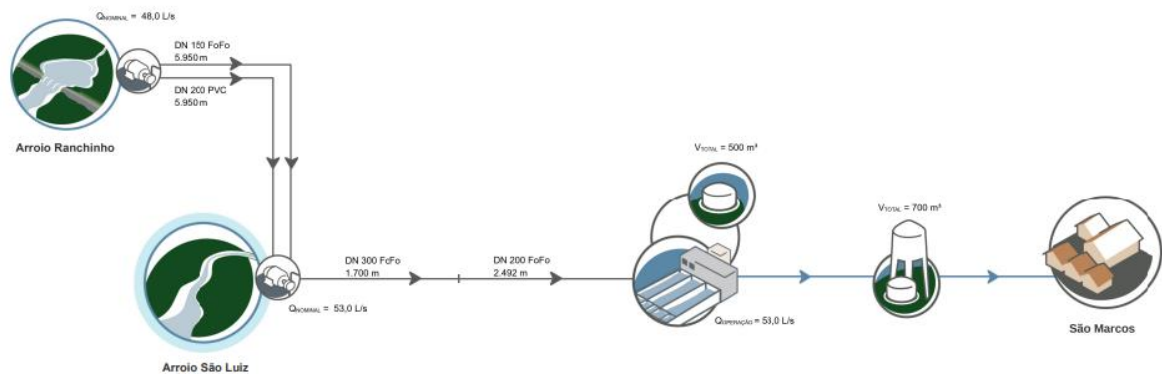 QNOMINAL = 48,0 L/s
DN 150 FoFo
5.950 m
DN 200 PVC
5.950 m
Arroio Ranchinho
VTOTAL = 500 m³
VTOTAL = 700 m³
DN 300 FoFo
1.700 m
DN 200 FoFo
2.492 m
QNOMINAL = 53,0 L/s
QOPERAÇÃO = 53,0 L/s
São Marcos
Arroio São Luiz